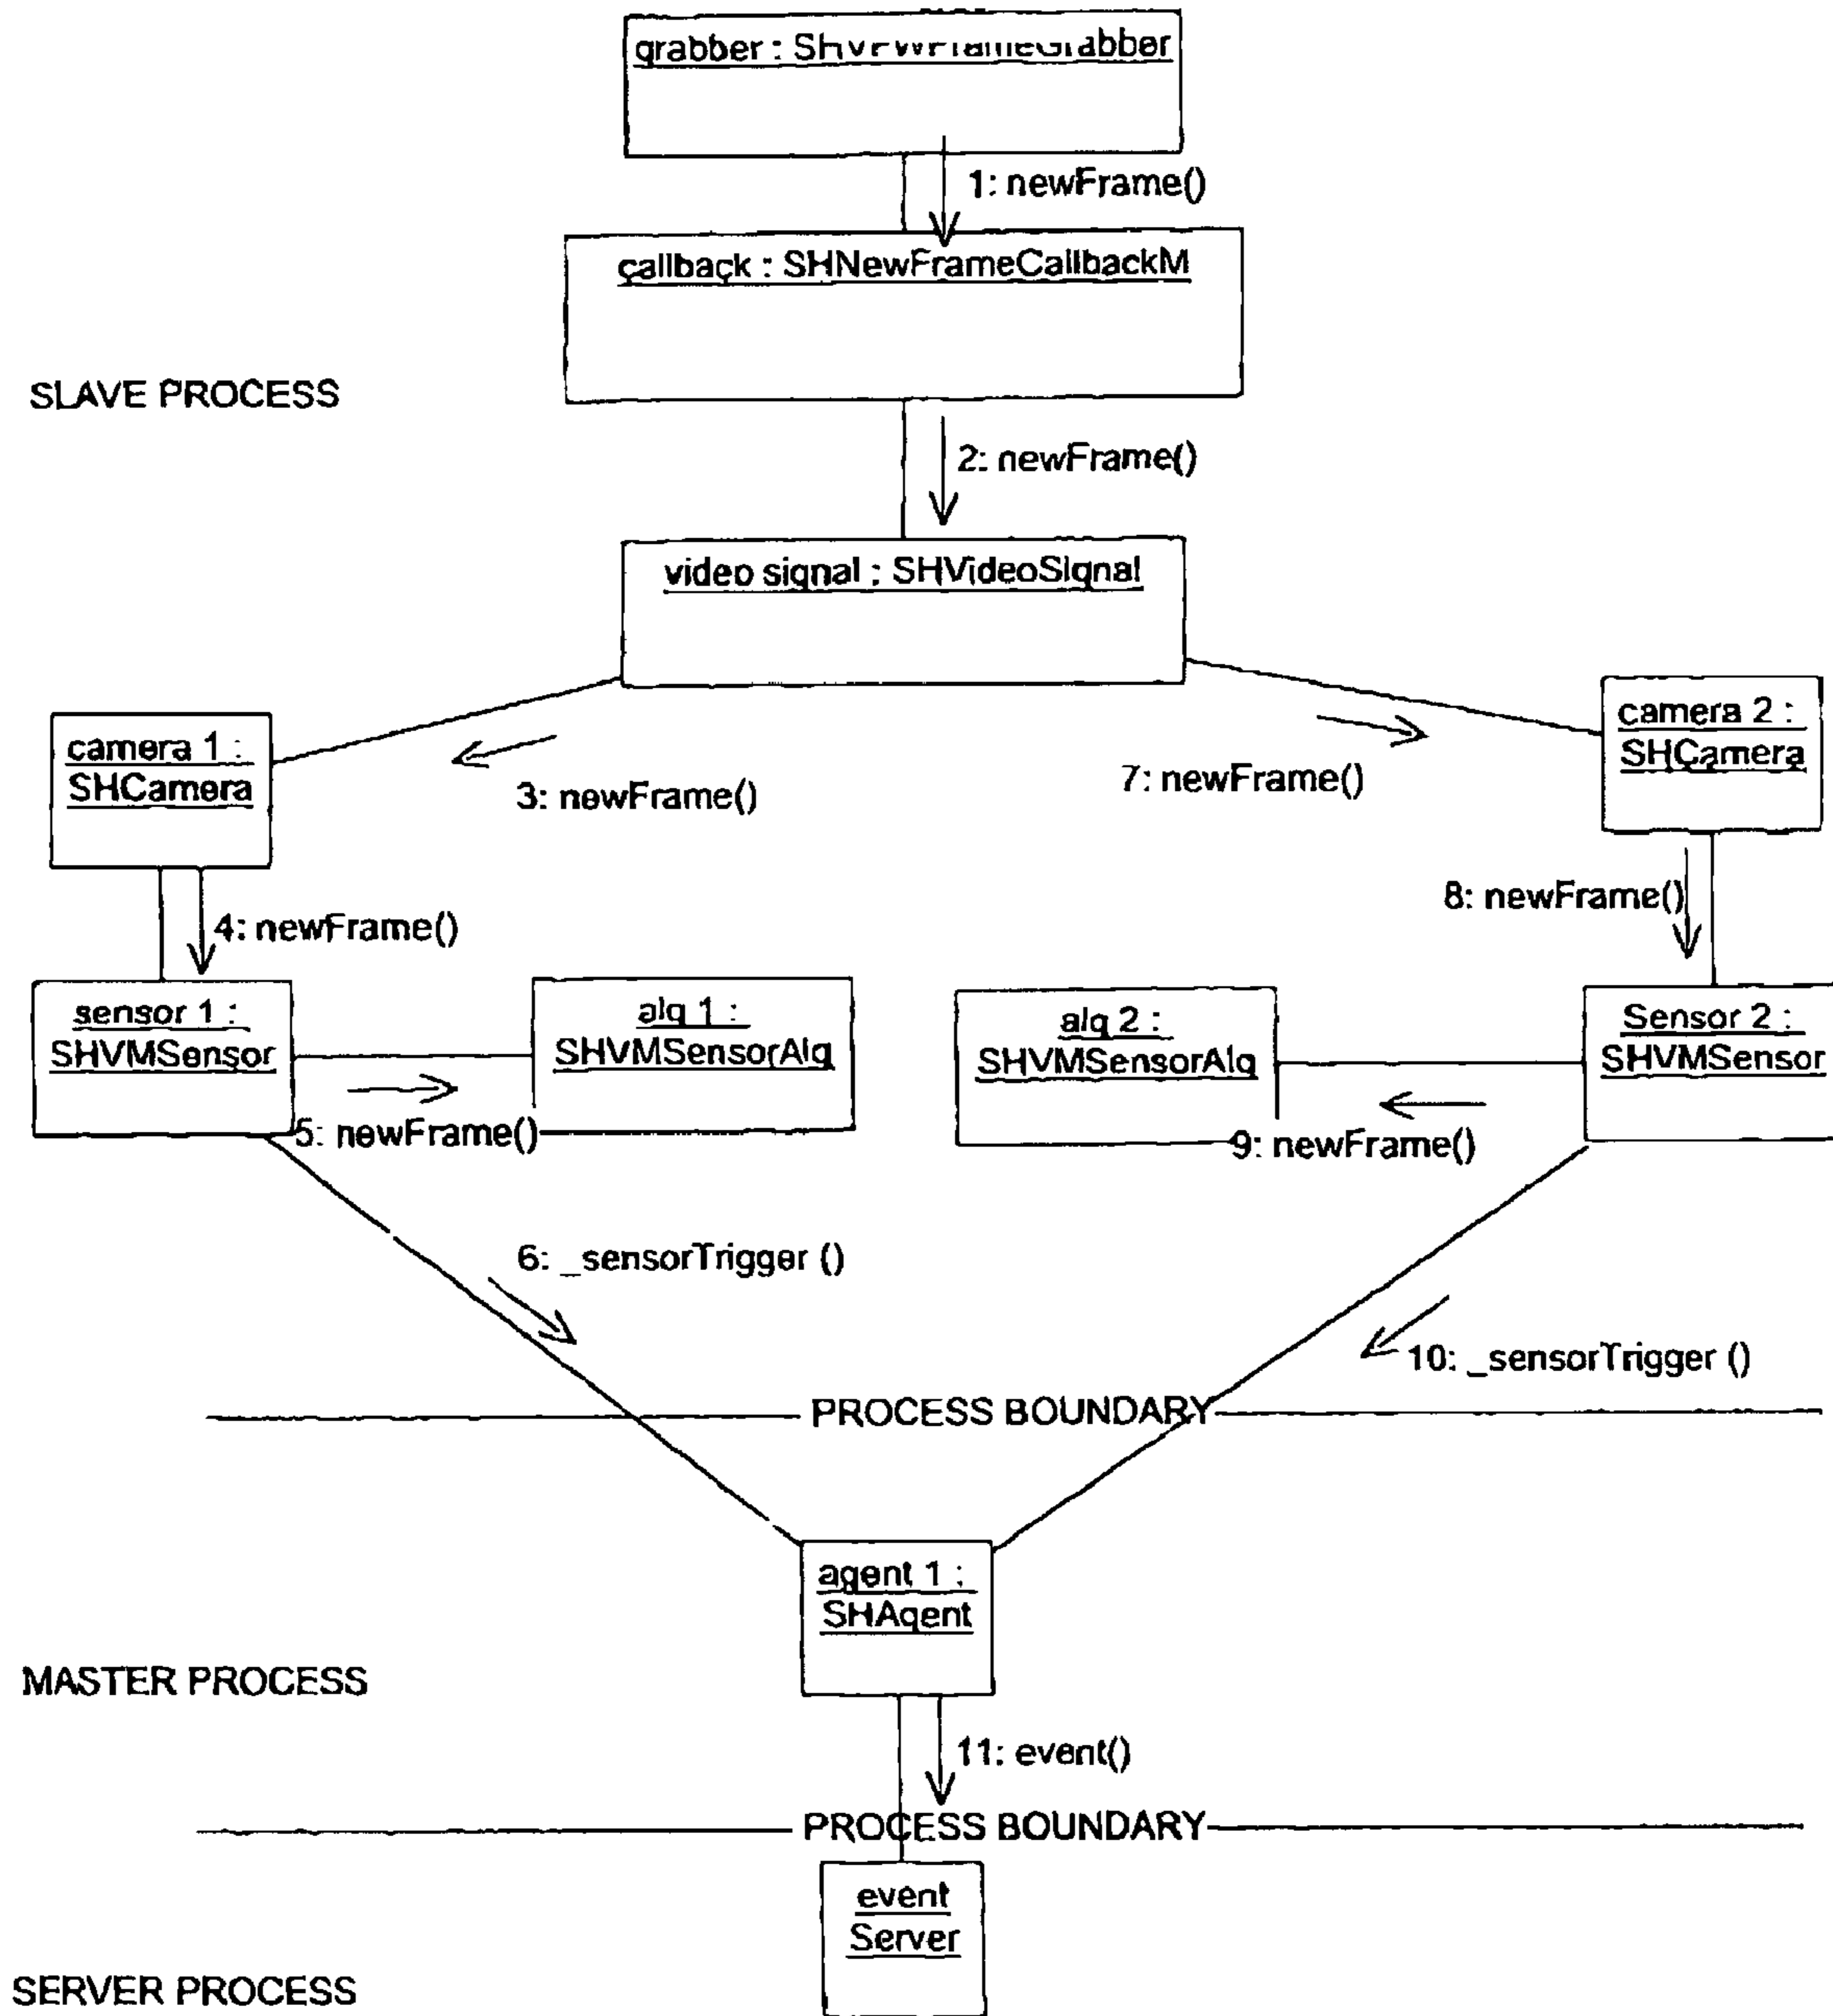 grabber :
1: newFrame()
callback : SHNewFrameCallbackM
SLAVE PROCESS
2: newFrame()
video signal : SHVideoSignal
camera 1 :
SHCamera
3: newFrame()
7: newFrame()
camera 2 :
SHCamera
4: newFrame()
8: newFrame()
sensor 1 :
SHVMSensor
alg 1 :
SHVMSensorAlg
alg 2 :
SHVMSensorAlg
Sensor 2 :
SHVMSensor
5: newFrame()
9: newFrame()
6: _sensorTrigger ()
10: _sensorTrigger ()
PROCESS BOUNDARY
agent 1 :
SHAgent
MASTER PROCESS
11: event()
PROCESS BOUNDARY
event
Server
SERVER PROCESS